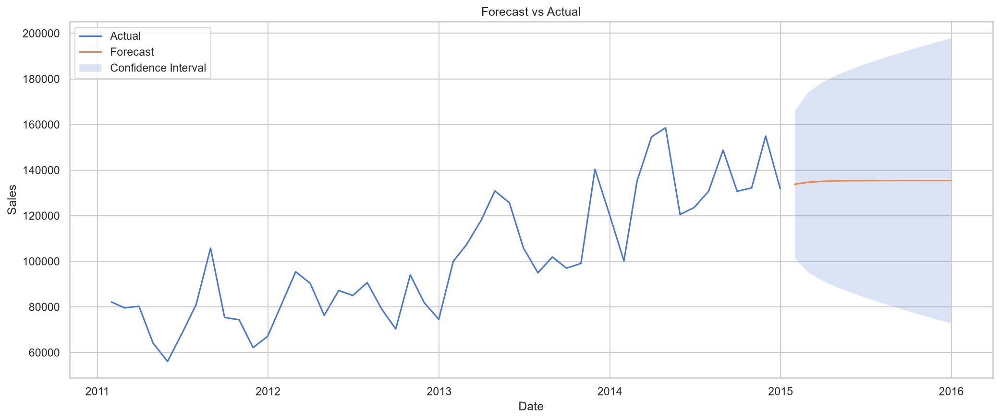 Forecast vs Actual
Actual
Forecast
Confidence Interval
200000
180000
160000
140000
120000
100000
80000
60000
Sales
2011 2012 2013 2014 2015 2016
Date